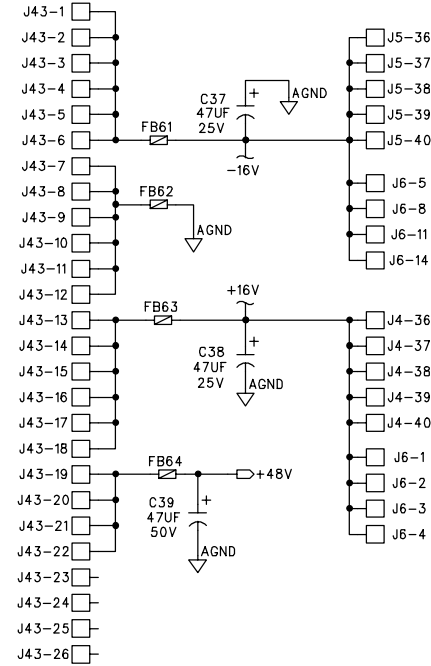 J43-1
J43-2
J43-3
J43-4
J43-5
J43-6
J43-7
J43-8
J43-9
J43-10
J43-11
J43-12
J43-13
J43-14
J43-15
J43-16
J43-17
J43-18
J43-19
J43-20
J43-21
J43-22
J43-23
J43-24
J43-25
J43-26
FB61
C37
47UF
25V
+
AGND
-16V
FB62
AGND
FB63
+16V
C38
47UF
25V
+
AGND
FB64
+48V
C39
47UF
50V
+
AGND
J5-36
J5-37
J5-38
J5-39
J5-40
J6-5
J6-8
J6-11
J6-14
J4-36
J4-37
J4-38
J4-39
J4-40
J6-1
J6-2
J6-3
J6-4